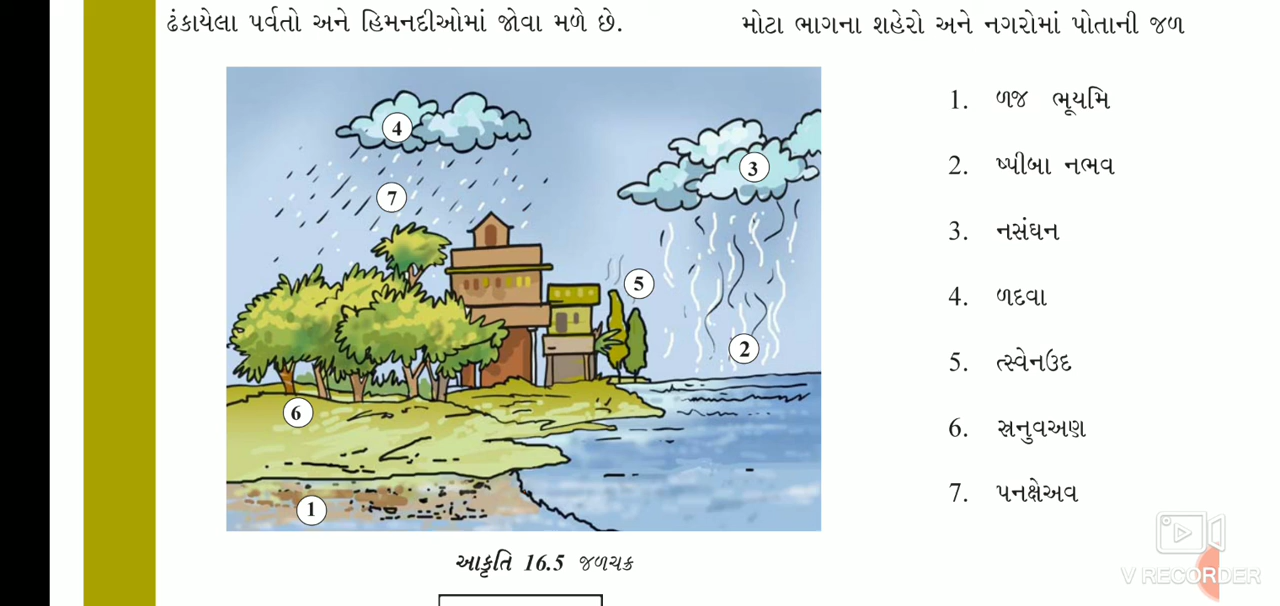 ઢંકાયેલા પર્વતો અને હિમનદીઓમાં જોવા મળે છે.
મોટા ભાગના શહેરો અને નગરોમાં પોતાની જળ
4
3
7
5
2
6
1
1. ળજ ભૂયમિ
2. ષ્પીબા નભવ
3. નસંઘન
4. ળદવા
5. ત્સ્વેનઉદ
6. સ્રનુવઅણ
7. પનક્ષેઅવ
આકૃતિ 16.5 જળચક્ર
V RECORDER